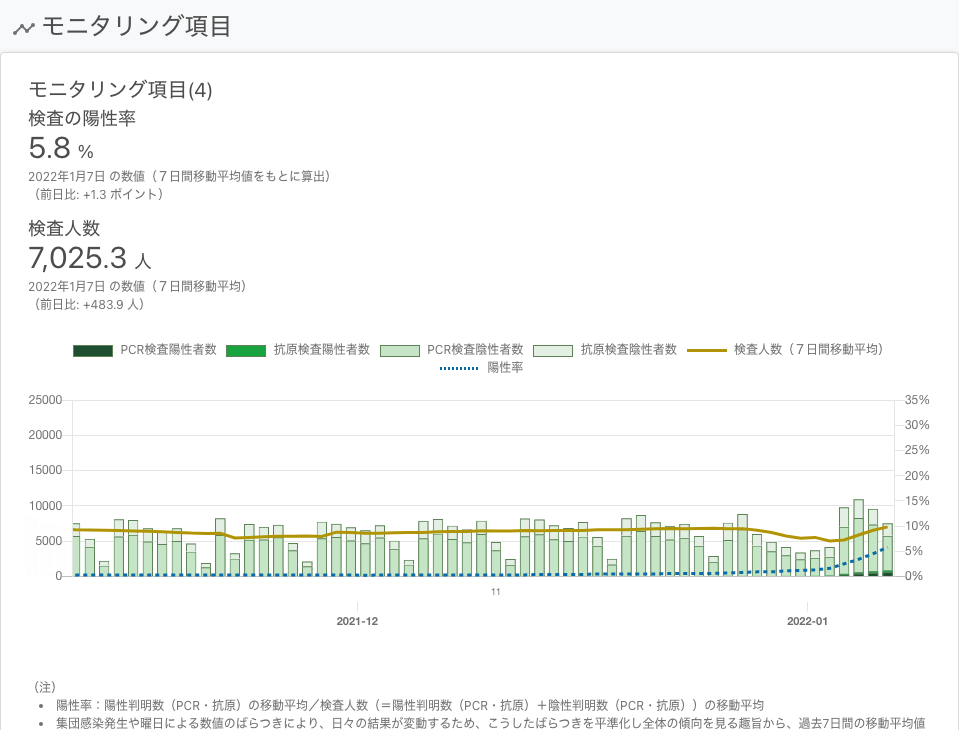 モニタリング項目
モニタリング項目(4)
検査の陽性率
5.8 %
2022年1月7日 の数値（７日間移動平均値をもとに算出）
（前日比: +1.3 ポイント）
検査人数
7,025.3 人
2022年1月7日 の数値（７日間移動平均）
（前日比: +483.9 人）
PCR検査陽性者数 抗原検査陽性者数 PCR検査陰性者数 抗原検査陰性者数 検査人数（７日間移動平均）
陽性率
25000 35%
30%
20000
25%
15000 20%
15%
10000
10%
5000
5%
0 0%
11
2021-12 2022-01
（注）
• 陽性率：陽性判明数（PCR・抗原）の移動平均／検査人数（＝陽性判明数（PCR・抗原）＋陰性判明数（PCR・抗原））の移動平均
• 集団感染発生や曜日による数値のばらつきにより、日々の結果が変動するため、こうしたばらつきを平準化し全体の傾向を見る趣旨から、過去7日間の移動平均値